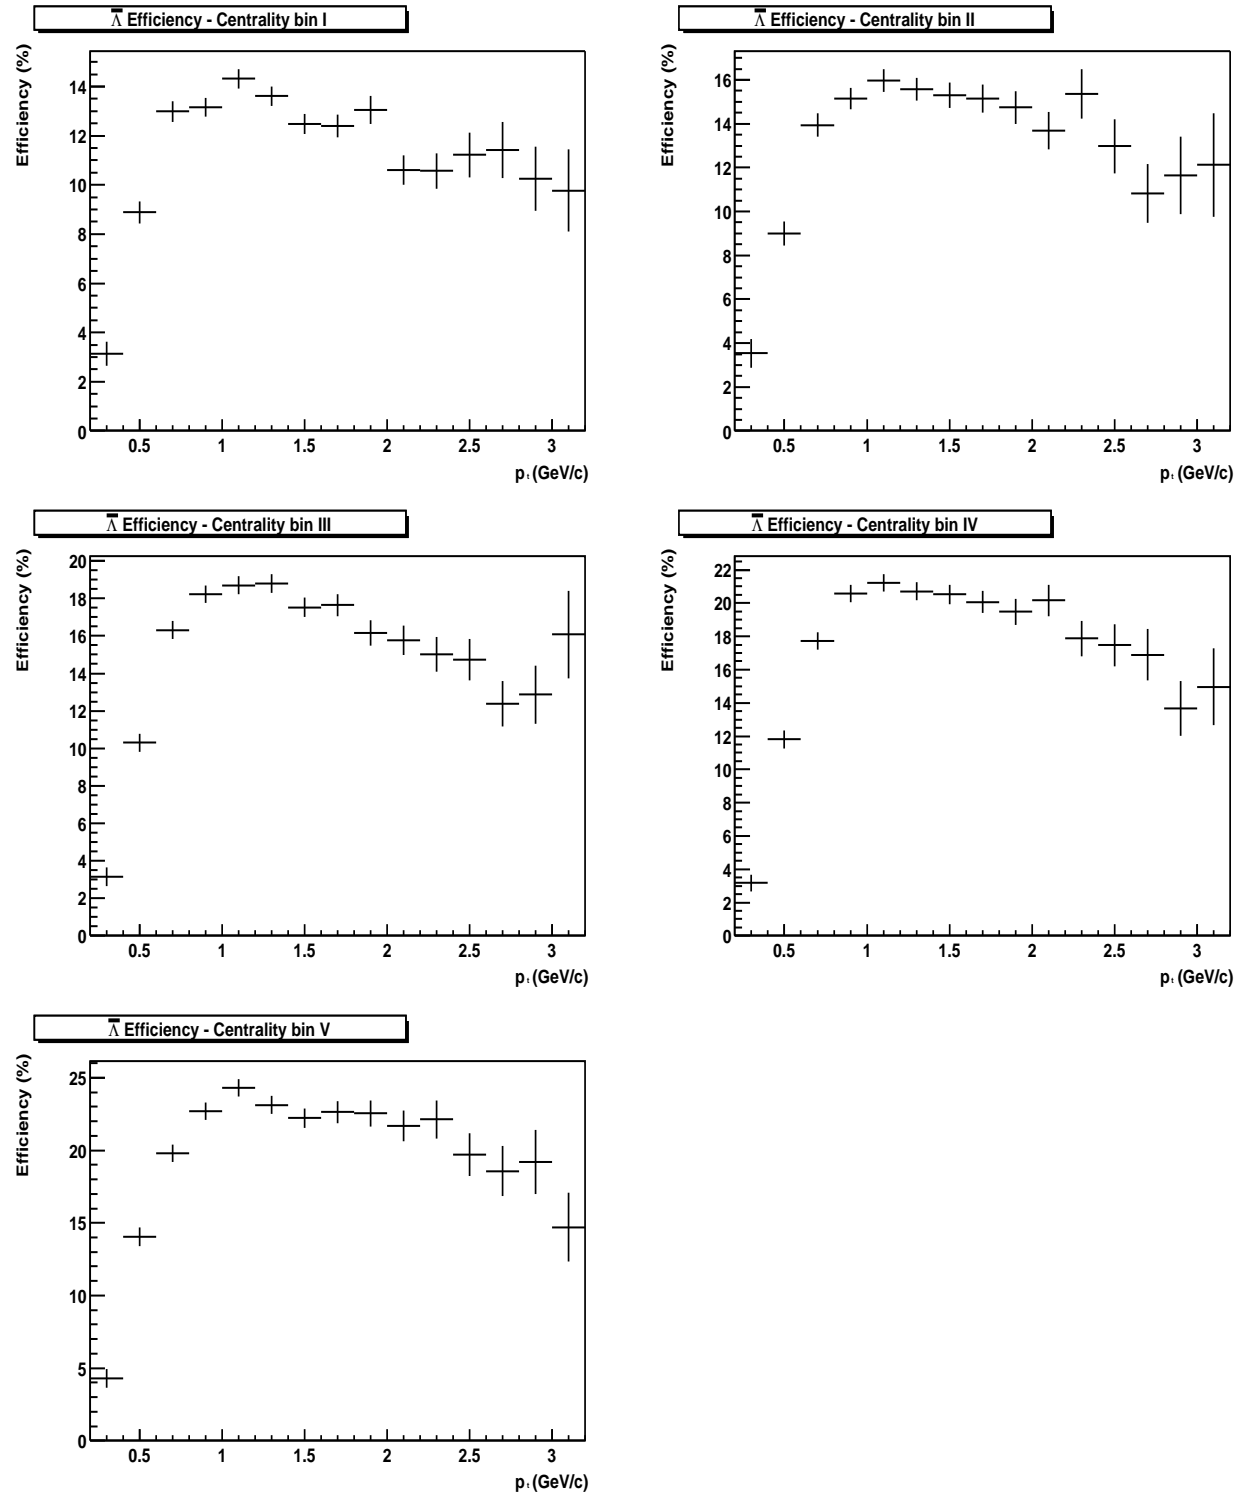 Λ̅ Efficiency - Centrality bin I
Efficiency (%)
14
12
10
8
6
4
2
0
0.5 1 1.5 2 2.5 3
pt (GeV/c)
Λ̅ Efficiency - Centrality bin II
Efficiency (%)
16
14
12
10
8
6
4
2
0
0.5 1 1.5 2 2.5 3
pt (GeV/c)
Λ̅ Efficiency - Centrality bin III
Efficiency (%)
20
18
16
14
12
10
8
6
4
2
0
0.5 1 1.5 2 2.5 3
pt (GeV/c)
Λ̅ Efficiency - Centrality bin IV
Efficiency (%)
22
20
18
16
14
12
10
8
6
4
2
0
0.5 1 1.5 2 2.5 3
pt (GeV/c)
Λ̅ Efficiency - Centrality bin V
Efficiency (%)
25
20
15
10
5
0
0.5 1 1.5 2 2.5 3
pt (GeV/c)